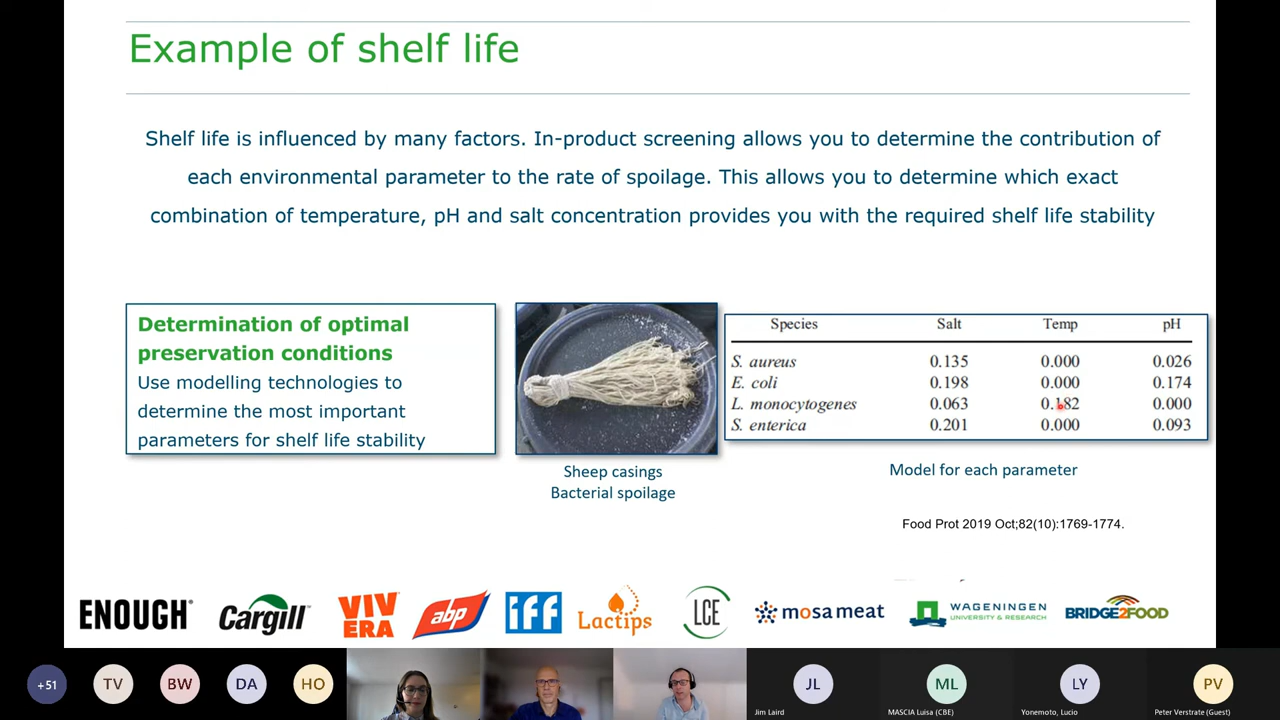 Example of shelf life
Shelf life is influenced by many factors. In-product screening allows you to determine the contribution of
each environmental parameter to the rate of spoilage. This allows you to determine which exact
combination of temperature, pH and salt concentration provides you with the required shelf life stability
Determination of optimal
preservation conditions
Use modelling technologies to
determine the most important
parameters for shelf life stability
Sheep casings
Bacterial spoilage
Species Salt Temp pH
S. aureus 0.135 0.000 0.026
E. coli 0.198 0.000 0.174
L. monocytogenes 0.063 0.182 0.000
S. enterica 0.201 0.000 0.093
Model for each parameter
Food Prot 2019 Oct;82(10):1769-1774.
ENOUGH
Cargill
VIV
ERA
abp
iff
Lactips
LCE
mosa meat
WAGENINGEN
UNIVERSITY & RESEARCH
BRIDGE2FOOD
+51 TV BW DA HO JL ML LY PV
Jim Laird MASCIA Luisa (CBE) Yonemoto, Lucio Peter Verstrate (Guest)